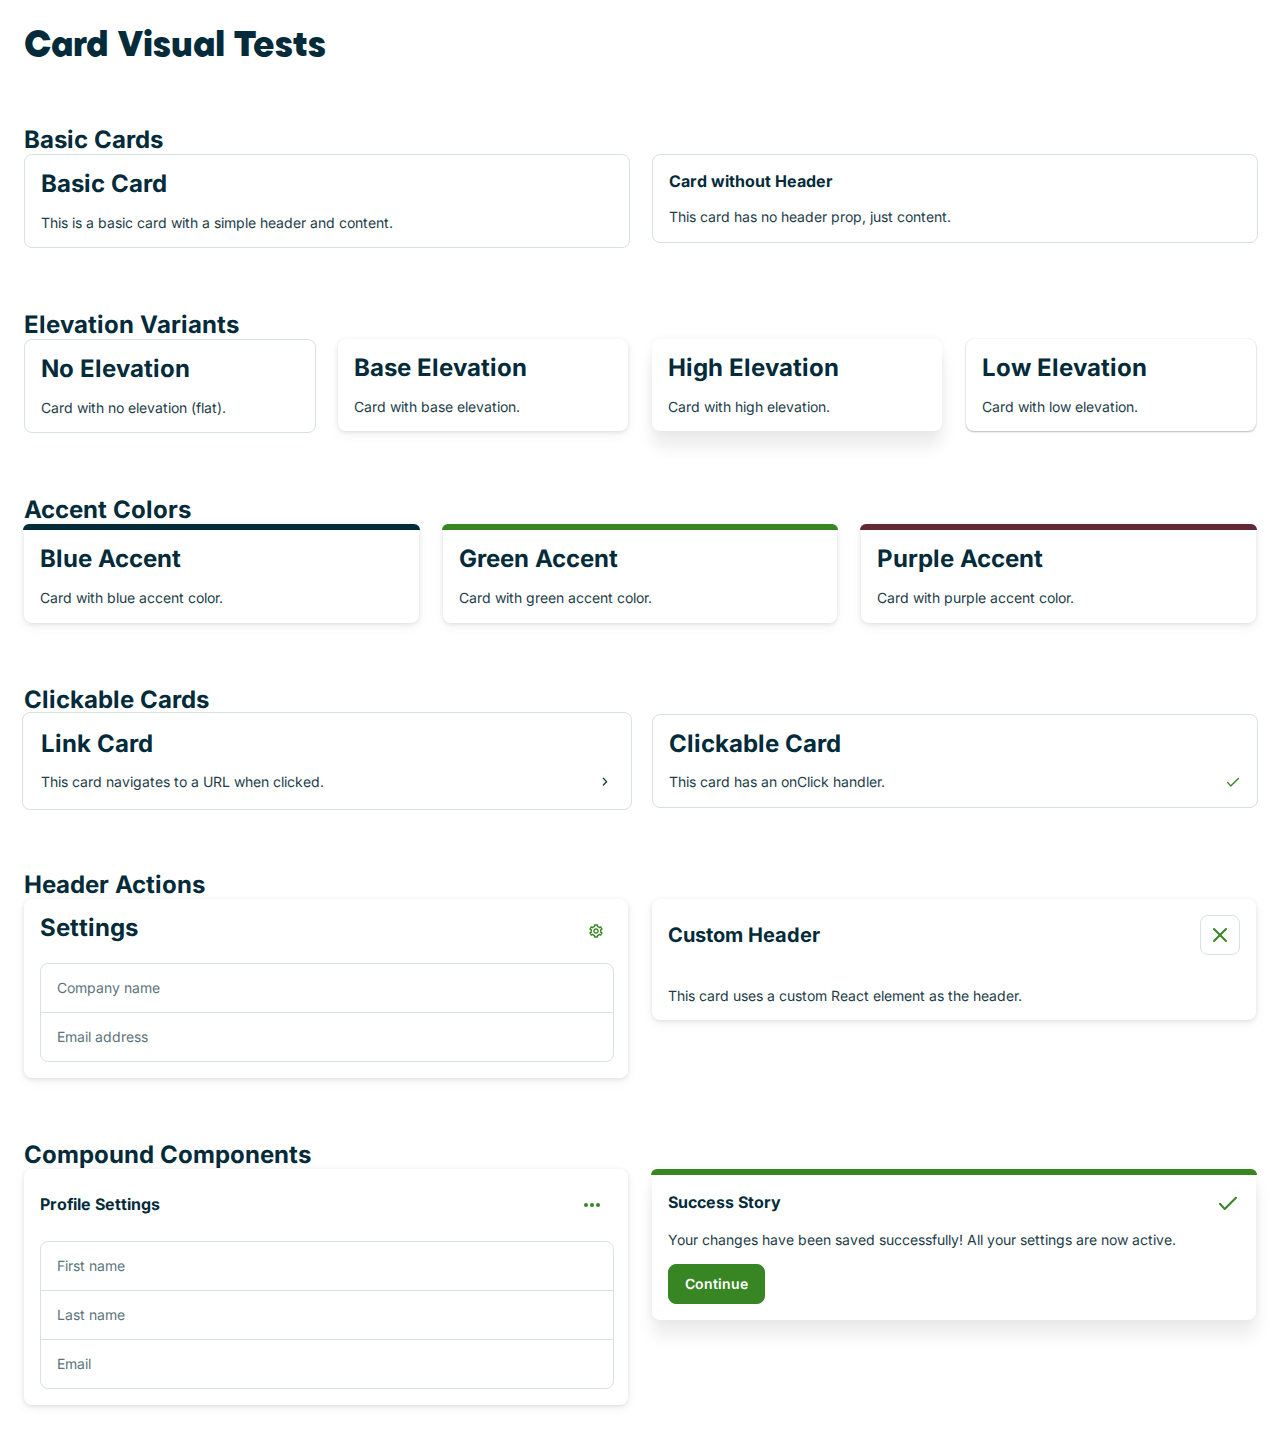 Card Visual Tests
Basic Cards
Basic Card
This is a basic card with a simple header and content.
Card without Header
This card has no header prop, just content.
Elevation Variants
No Elevation
Card with no elevation (flat).
Base Elevation
Card with base elevation.
High Elevation
Card with high elevation.
Low Elevation
Card with low elevation.
Accent Colors
Blue Accent
Card with blue accent color.
Green Accent
Card with green accent color.
Purple Accent
Card with purple accent color.
Clickable Cards
Link Card
This card navigates to a URL when clicked.
Clickable Card
This card has an onClick handler.
Header Actions
Settings
Company name
Email address
Custom Header
This card uses a custom React element as the header.
Compound Components
Profile Settings
First name
Last name
Email
Success Story
Your changes have been saved successfully! All your settings are now active.
Continue